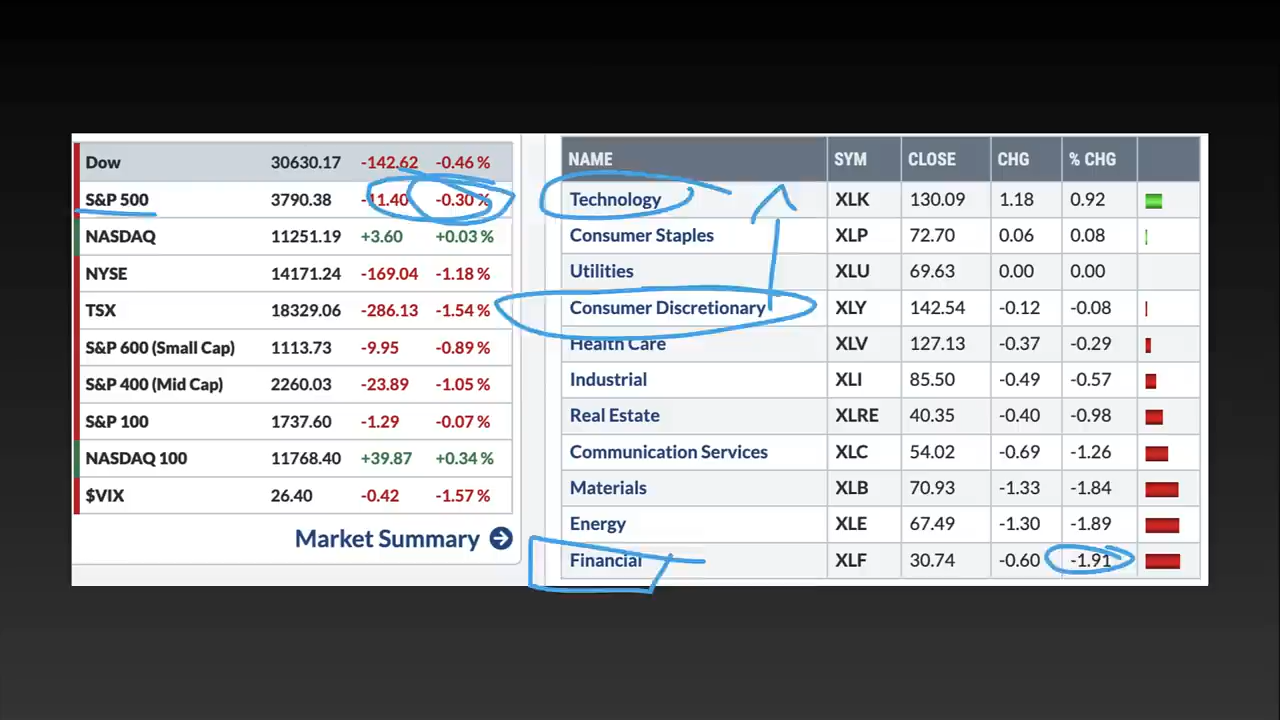 Dow 30630.17 -142.62 -0.46 %
S&P 500 3790.38 -11.40 -0.30 %
NASDAQ 11251.19 +3.60 +0.03 %
NYSE 14171.24 -169.04 -1.18 %
TSX 18329.06 -286.13 -1.54 %
S&P 600 (Small Cap) 1113.73 -9.95 -0.89 %
S&P 400 (Mid Cap) 2260.03 -23.89 -1.05 %
S&P 100 1737.60 -1.29 -0.07 %
NASDAQ 100 11768.40 +39.87 +0.34 %
$VIX 26.40 -0.42 -1.57 %
Market Summary
NAME SYM CLOSE CHG % CHG
Technology XLK 130.09 1.18 0.92
Consumer Staples XLP 72.70 0.06 0.08
Utilities XLU 69.63 0.00 0.00
Consumer Discretionary XLY 142.54 -0.12 -0.08
Health Care XLV 127.13 -0.37 -0.29
Industrial XLI 85.50 -0.49 -0.57
Real Estate XLRE 40.35 -0.40 -0.98
Communication Services XLC 54.02 -0.69 -1.26
Materials XLB 70.93 -1.33 -1.84
Energy XLE 67.49 -1.30 -1.89
Financial XLF 30.74 -0.60 -1.91